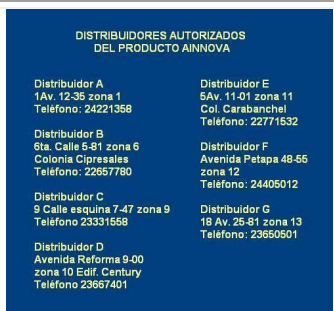 DISTRIBUIDORES AUTORIZADOS
DEL PRODUCTO AINNOVA
Distribuidor A
1Av. 12-35 zona 1
Teléfono: 24221358
Distribuidor B
6ta. Calle 5-81 zona 6
Colonia Cipresales
Teléfono: 22657780
Distribuidor C
9 Calle esquina 7-47 zona 9
Teléfono 23331558
Distribuidor D
Avenida Reforma 9-00
zona 10 Edif. Century
Teléfono 23667401
Distribuidor E
5Av. 11-01 zona 11
Col. Carabanchel
Teléfono: 22771532
Distribuidor F
Avenida Petapa 48-55
zona 12
Teléfono: 24405012
Distribuidor G
18 Av. 25-81 zona 13
Teléfono: 23650501